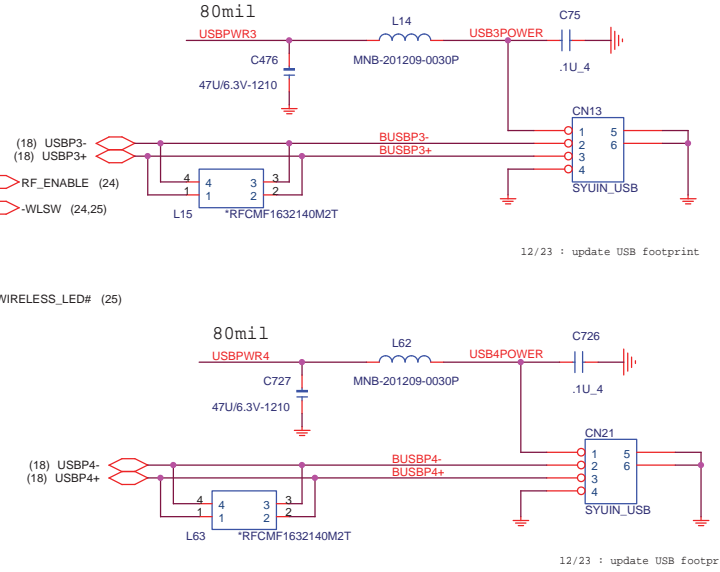 80mil
L14
C75
USBPWR3
USB3POWER
C476
MNB-201209-0030P
.1U_4
47U/6.3V-1210
CN13
(18) USBP3-
BUSBP3-
1 5
(18) USBP3+
BUSBP3+
2 6
3
4
SYUIN_USB
RF_ENABLE (24)
4 4 3 3
1 1 2 2
-WLSW (24,25)
L15
*RFCMF1632140M2T
12/23 : update USB footprint
WIRELESS_LED# (25)
80mil
L62
C726
USBPWR4
USB4POWER
C727
MNB-201209-0030P
.1U_4
47U/6.3V-1210
CN21
(18) USBP4-
BUSBP4-
1 5
(18) USBP4+
BUSBP4+
2 6
3
4
SYUIN_USB
4 4 3 3
1 1 2 2
L63
*RFCMF1632140M2T
12/23 : update USB footpr